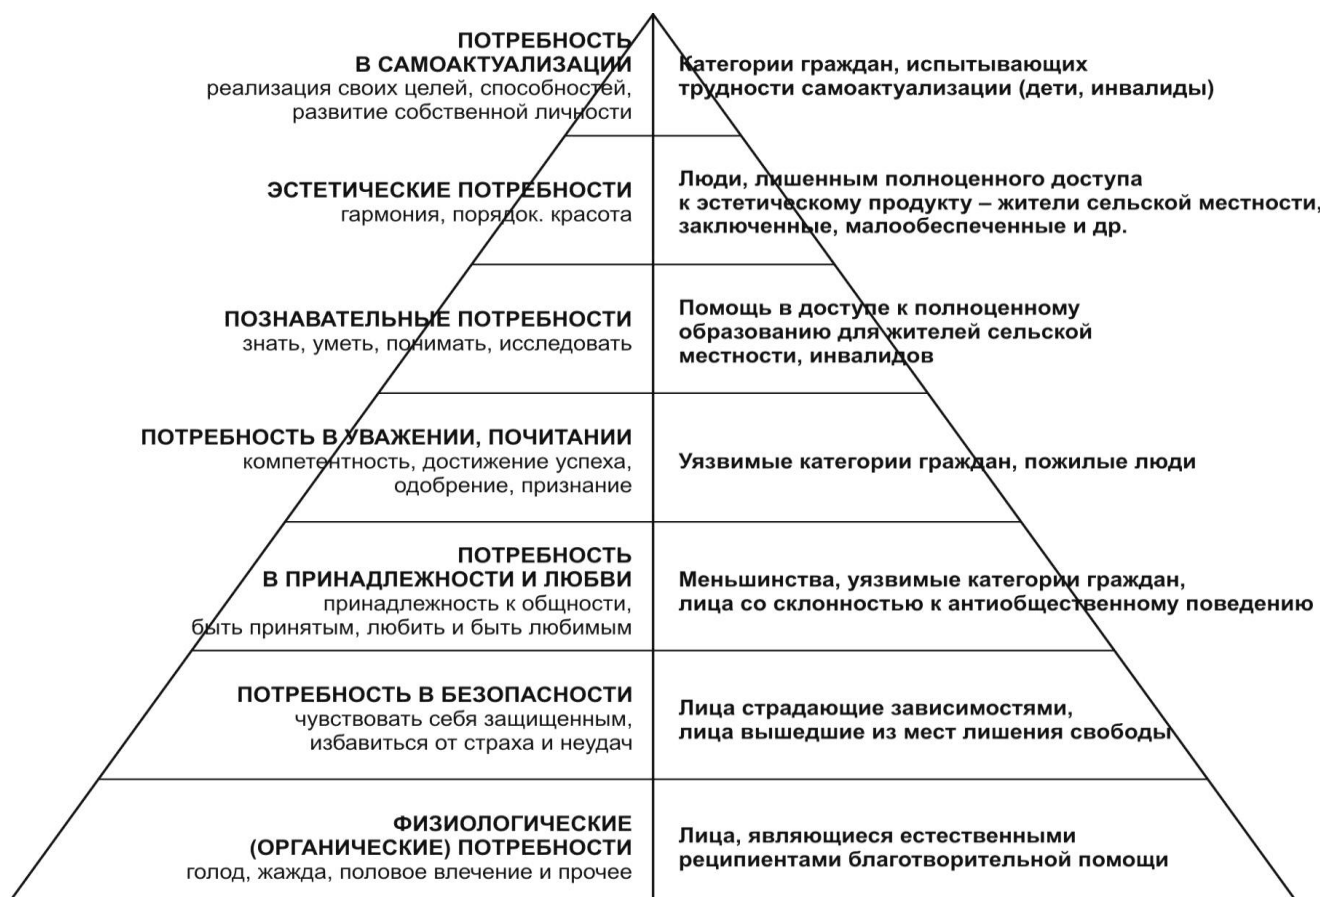 ПОТРЕБНОСТЬ
В САМОАКТУАЛИЗАЦИИ
реализация своих целей, способностей,
развитие собственной личности
Категории граждан, испытывающих
трудности самоактуализации (дети, инвалиды)
ЭСТЕТИЧЕСКИЕ ПОТРЕБНОСТИ
гармония, порядок. красота
Люди, лишенным полноценного доступа
к эстетическому продукту – жители сельской местности,
заключенные, малообеспеченные и др.
ПОЗНАВАТЕЛЬНЫЕ ПОТРЕБНОСТИ
знать, уметь, понимать, исследовать
Помощь в доступе к полноценному
образованию для жителей сельской
местности, инвалидов
ПОТРЕБНОСТЬ В УВАЖЕНИИ, ПОЧИТАНИИ
компетентность, достижение успеха,
одобрение, признание
Уязвимые категории граждан, пожилые люди
ПОТРЕБНОСТЬ
В ПРИНАДЛЕЖНОСТИ И ЛЮБВИ
принадлежность к общности,
быть принятым, любить и быть любимым
Меньшинства, уязвимые категории граждан,
лица со склонностью к антиобщественному поведению
ПОТРЕБНОСТЬ В БЕЗОПАСНОСТИ
чувствовать себя защищенным,
избавиться от страха и неудач
Лица страдающие зависимостями,
лица вышедшие из мест лишения свободы
ФИЗИОЛОГИЧЕСКИЕ
(ОРГАНИЧЕСКИЕ) ПОТРЕБНОСТИ
голод, жажда, половое влечение и прочее
Лица, являющиеся естественными
реципиентами благотворительной помощи